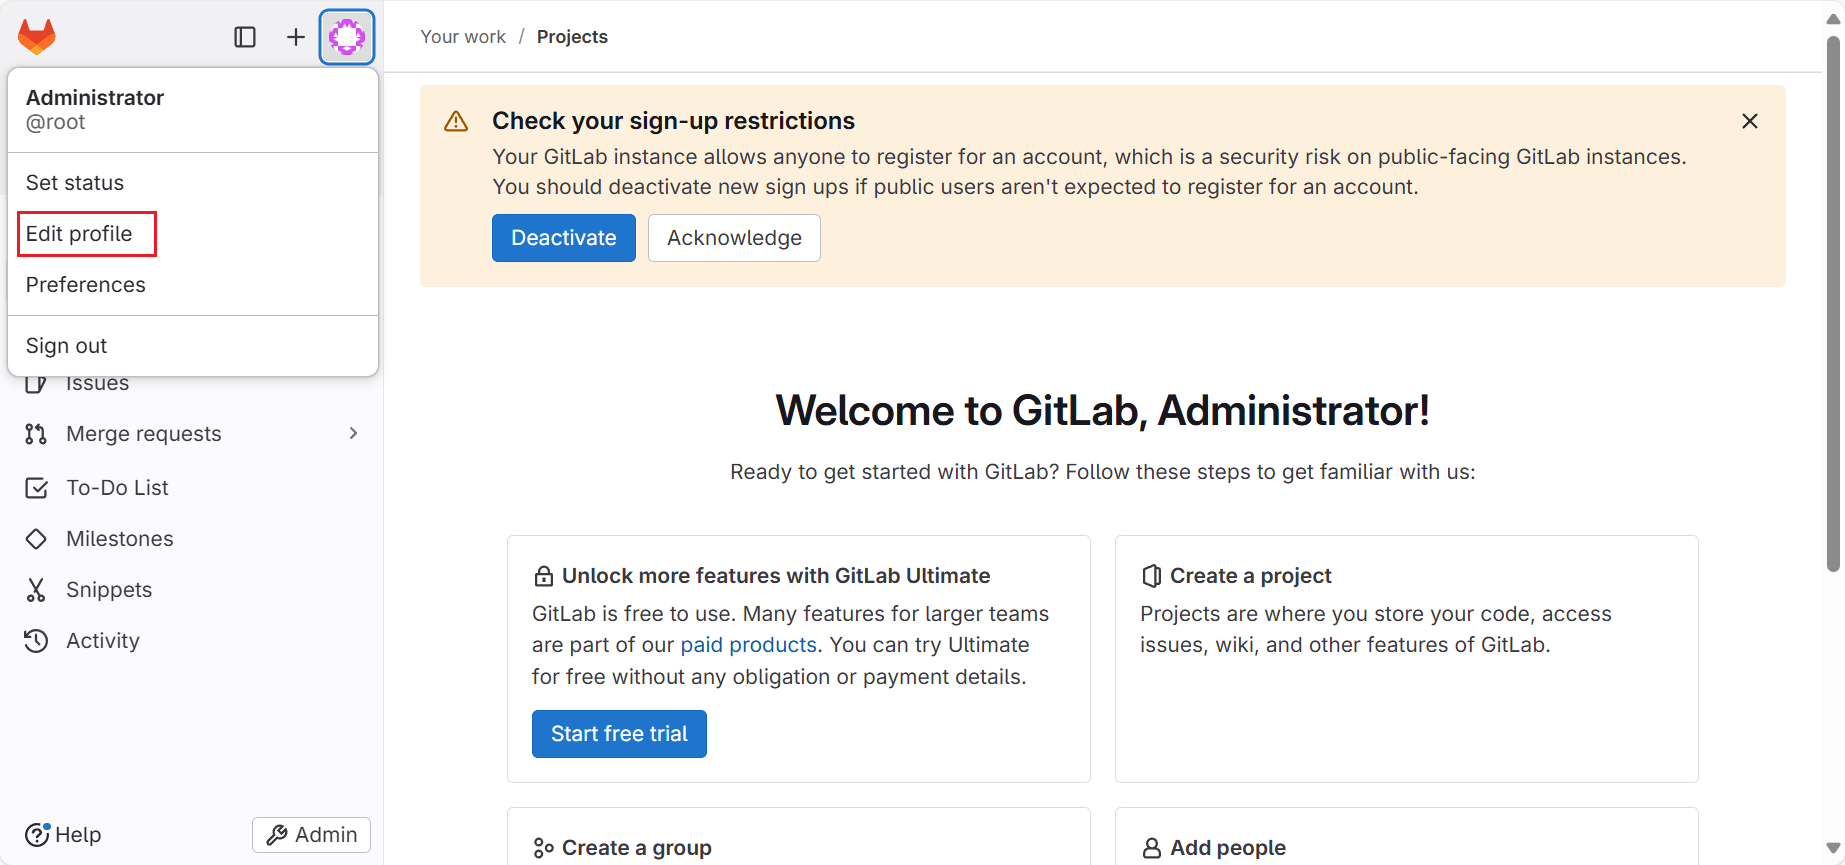 Your work / Projects
Administrator
@root
Set status
Edit profile
Preferences
Sign out
Issues
Merge requests
To-Do List
Milestones
Snippets
Activity
Help
Admin
Check your sign-up restrictions
Your GitLab instance allows anyone to register for an account, which is a security risk on public-facing GitLab instances.
You should deactivate new sign ups if public users aren't expected to register for an account.
Deactivate
Acknowledge
Welcome to GitLab, Administrator!
Ready to get started with GitLab? Follow these steps to get familiar with us:
Unlock more features with GitLab Ultimate
GitLab is free to use. Many features for larger teams
are part of our paid products. You can try Ultimate
for free without any obligation or payment details.
Start free trial
Create a project
Projects are where you store your code, access
issues, wiki, and other features of GitLab.
Create a group
Add people